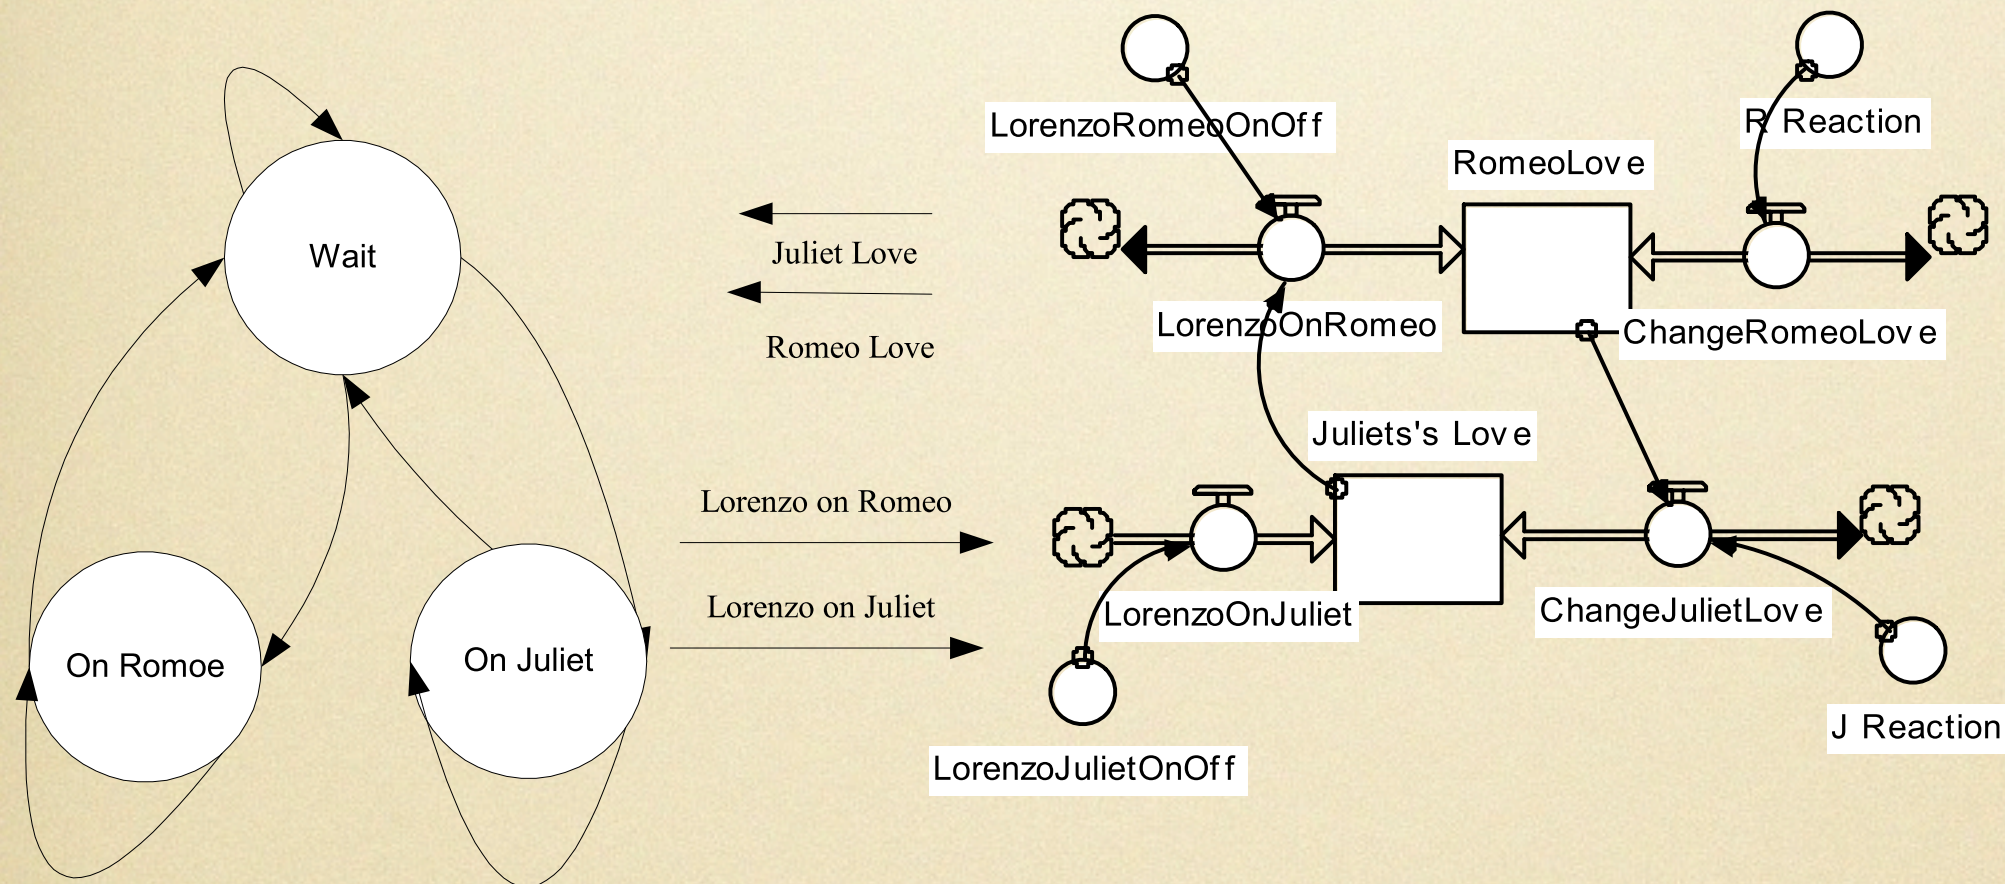 LorenzoRomeoOnOff
R Reaction
RomeoLove
Wait
Juliet Love
LorenzoOnRomeo
ChangeRomeoLove
Romeo Love
Juliets's Love
Lorenzo on Romeo
Lorenzo on Juliet
LorenzoOnJuliet
ChangeJulietLove
On Romoe
On Juliet
J Reaction
LorenzoJulietOnOff